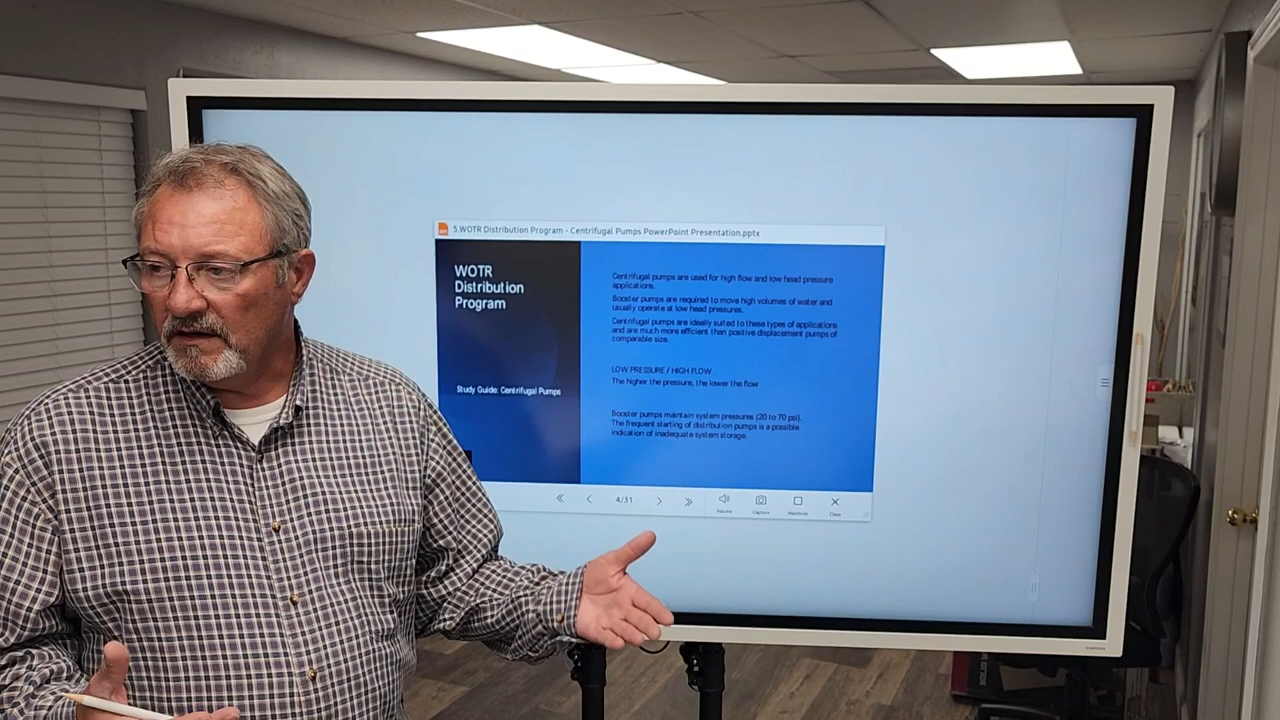 5.WOTR Distribution Program - Centrifugal Pumps PowerPoint Presentation.pptx
WOTR
Distribution
Program
Study Guide: Centrifugal Pumps
Centrifugal pumps are used for high flow and low head pressure
applications.
Booster pumps are required to move high volumes of water and
usually operate at low head pressures.
Centrifugal pumps are ideally suited to these types of applications
and are much more efficient than positive displacement pumps of
comparable size.
LOW PRESSURE / HIGH FLOW
The higher the pressure, the lower the flow
Booster pumps maintain system pressures (20 to 70 psi).
The frequent starting of distribution pumps is a possible
indication of inadequate system storage.
4/31
Volume
Capture
Maximize
Close
SAMSUNG